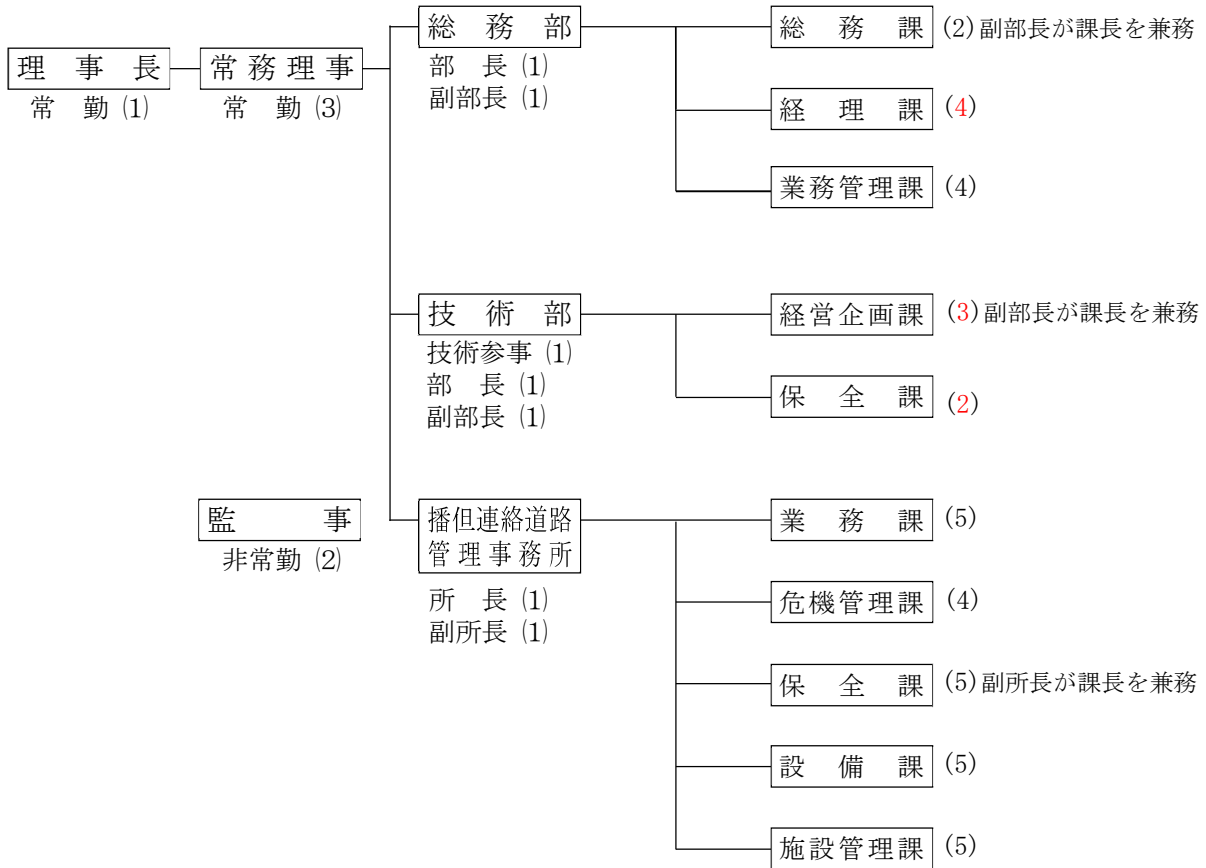 理事長
常勤 (1)
常務理事
常勤 (3)
監事
非常勤 (2)
総務部
部長 (1)
副部長 (1)
総務課 (2) 副部長が課長を兼務
経理課 (4)
業務管理課 (4)
技術部
技術参事 (1)
部長 (1)
副部長 (1)
経営企画課 (3) 副部長が課長を兼務
保全課 (2)
播但連絡道路
管理事務所
所長 (1)
副所長 (1)
業務課 (5)
危機管理課 (4)
保全課 (5) 副所長が課長を兼務
設備課 (5)
施設管理課 (5)